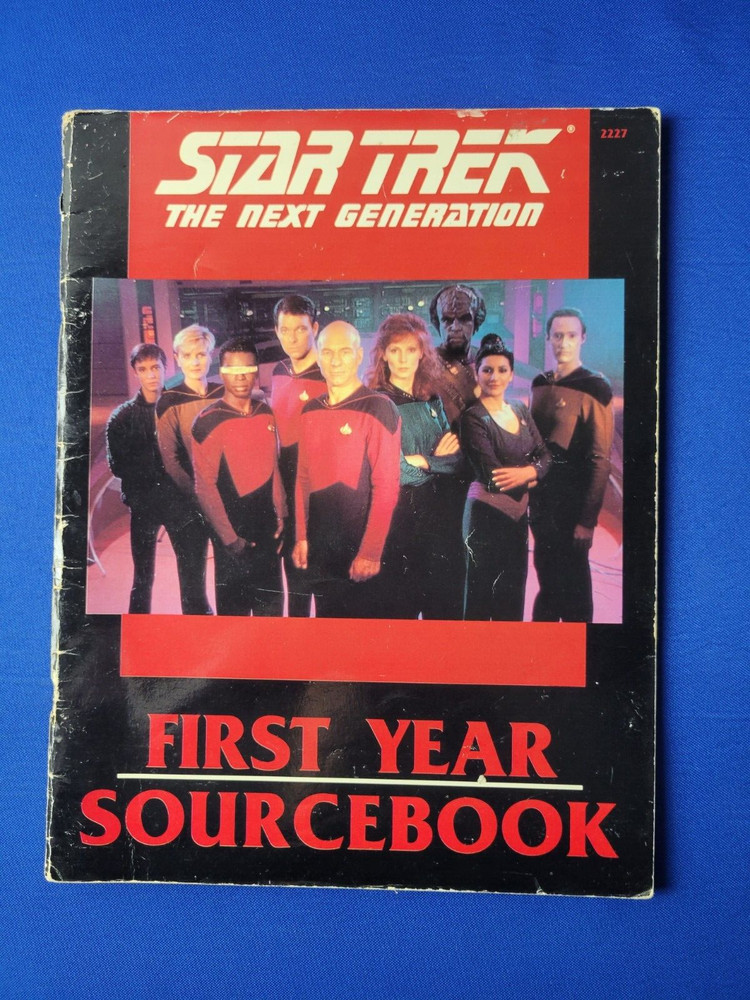 2227
STAR TREK®
THE NEXT GENERATION
FIRST YEAR
SOURCEBOOK